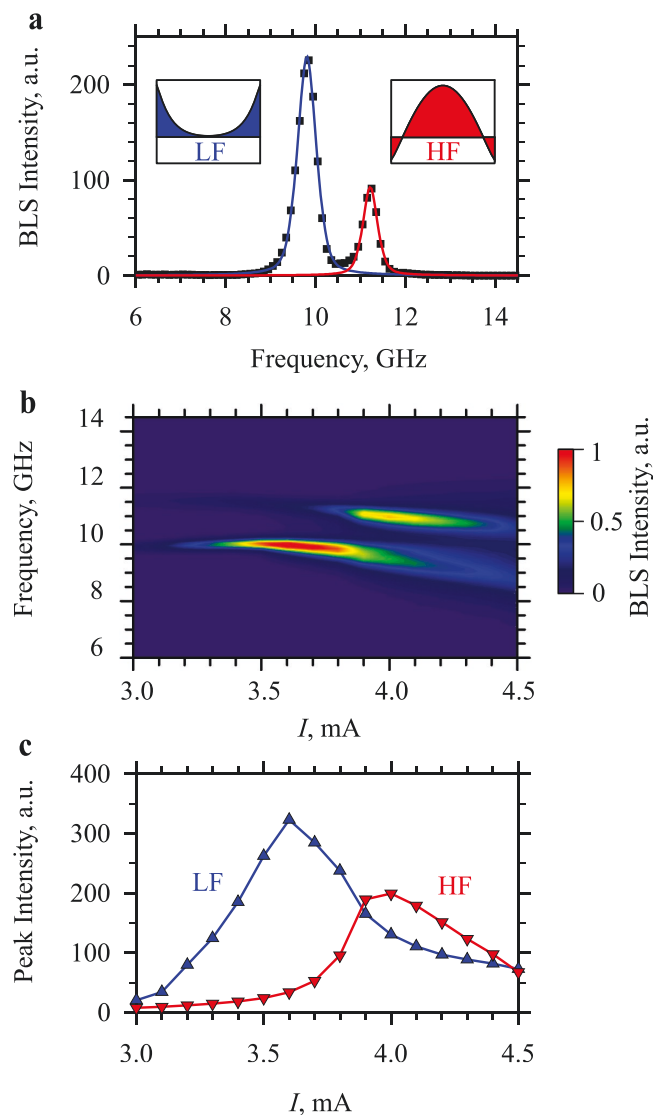 a
200
100
0
BLS Intensity, a.u.
LF
HF
6 8 10 12 14
Frequency, GHz
b
14
12
10
8
6
Frequency, GHz
1
0.5
0
BLS Intensity, a.u.
3.0 3.5 4.0 4.5
I, mA
c
400
300
200
100
0
Peak Intensity, a.u.
LF
HF
3.0 3.5 4.0 4.5
I, mA